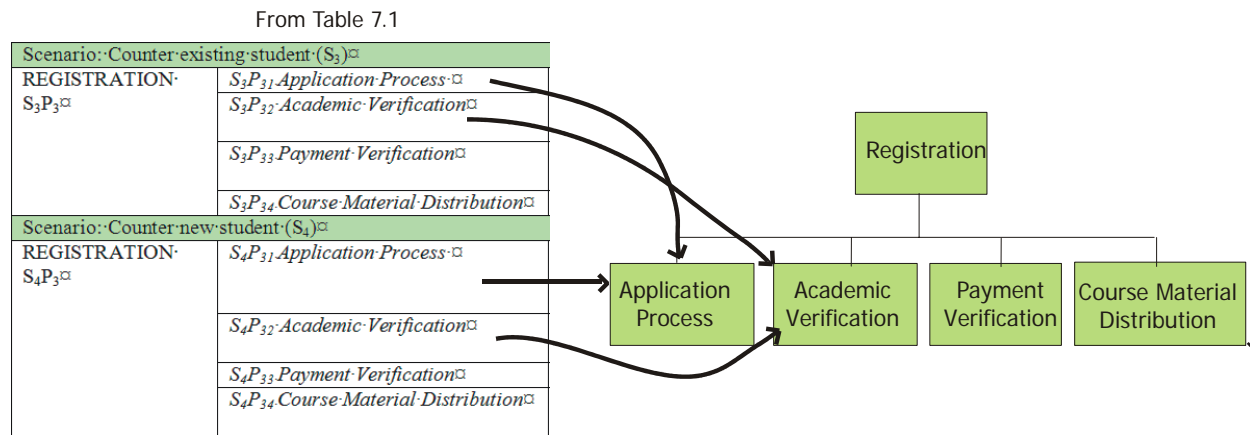 From Table 7.1
Scenario:·Counter·existing·student·(S3)¤
REGISTRATION·
S3P3¤
S3P31.Application·Process·¤
S3P32·Academic·Verification¤
S3P33.Payment·Verification¤
S3P34.Course·Material·Distribution¤
Scenario:·Counter·new·student·(S4)¤
REGISTRATION·
S4P3¤
S4P31.Application·Process·¤
S4P32·Academic·Verification¤
S4P33.Payment·Verification¤
S4P34.Course·Material·Distribution¤
Registration
Application
Process
Academic
Verification
Payment
Verification
Course Material
Distribution